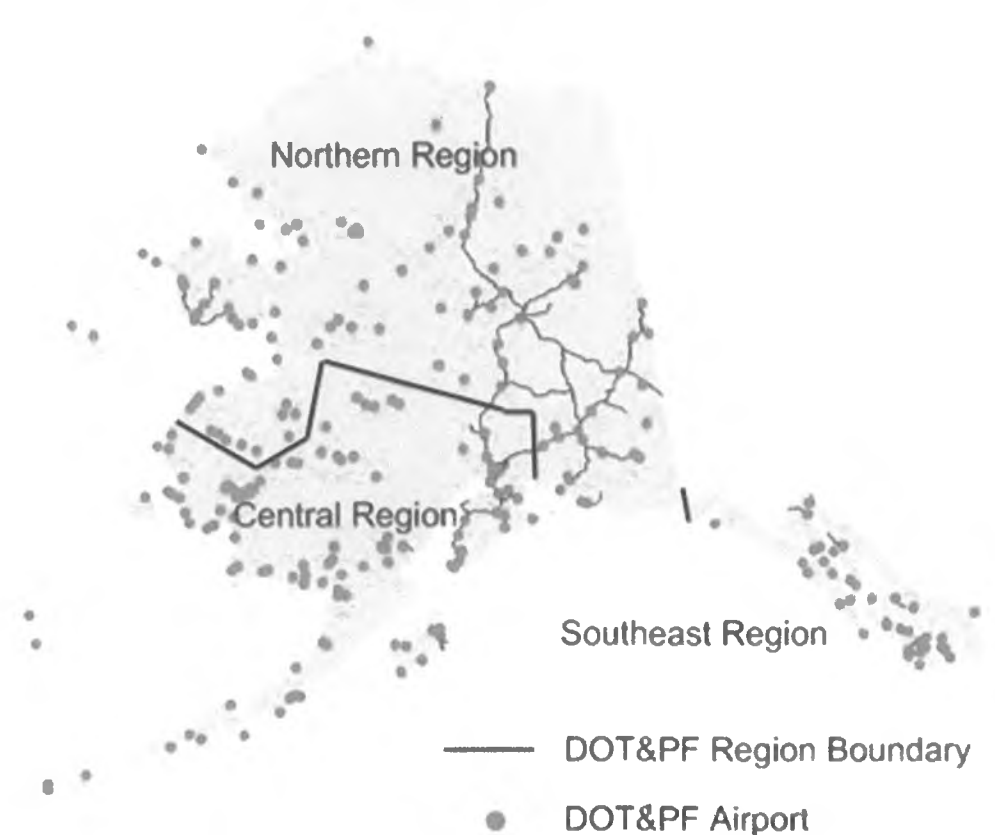 Northern Region
Central Region
Southeast Region
DOT&PF Region Boundary
DOT&PF Airport